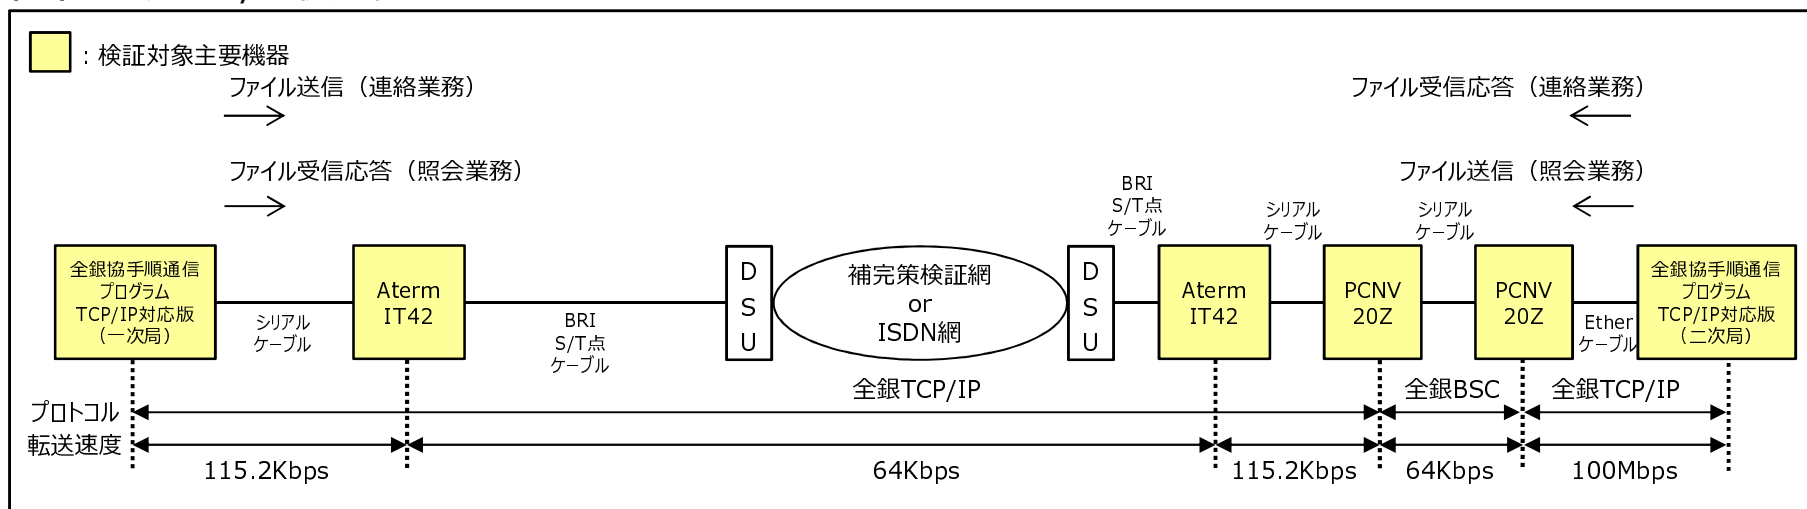 ：検証対象主要機器
ファイル送信（連絡業務）
ファイル受信応答（連絡業務）
ファイル受信応答（照会業務）
ファイル送信（照会業務）
BRI
S/T点
ケーブル
シリアル
ケーブル
シリアル
ケーブル
全銀協手順通信
プログラム
TCP/IP対応版
（一次局）
シリアル
ケーブル
Aterm
IT42
BRI
S/T点
ケーブル
D
S
U
補完策検証網
or
ISDN網
D
S
U
Aterm
IT42
PCNV
20Z
PCNV
20Z
Ether
ケーブル
全銀協手順通信
プログラム
TCP/IP対応版
（二次局）
プロトコル
全銀TCP/IP
全銀BSC
全銀TCP/IP
転送速度
115.2Kbps
64Kbps
115.2Kbps
64Kbps
100Mbps